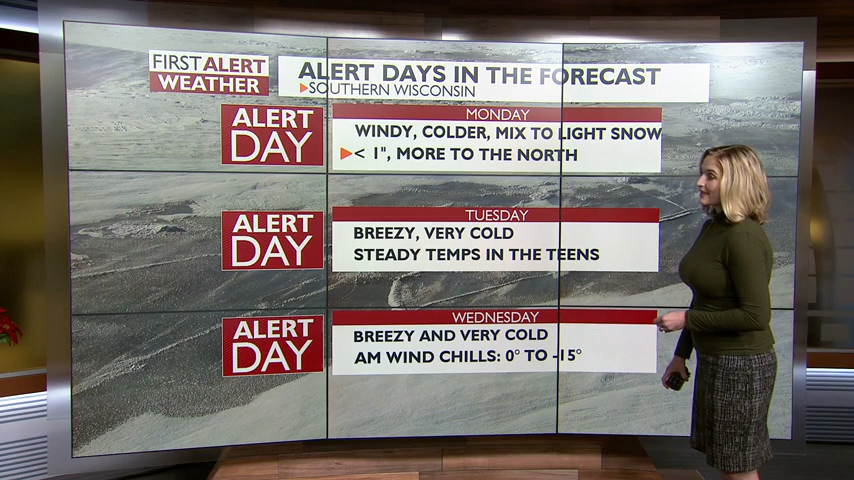 FIRST ALERT
WEATHER
ALERT DAYS IN THE FORECAST
SOUTHERN WISCONSIN
ALERT
DAY
MONDAY
WINDY, COLDER, MIX TO LIGHT SNOW
< 1", MORE TO THE NORTH
ALERT
DAY
TUESDAY
BREEZY, VERY COLD
STEADY TEMPS IN THE TEENS
ALERT
DAY
WEDNESDAY
BREEZY AND VERY COLD
AM WIND CHILLS: 0° TO -15°